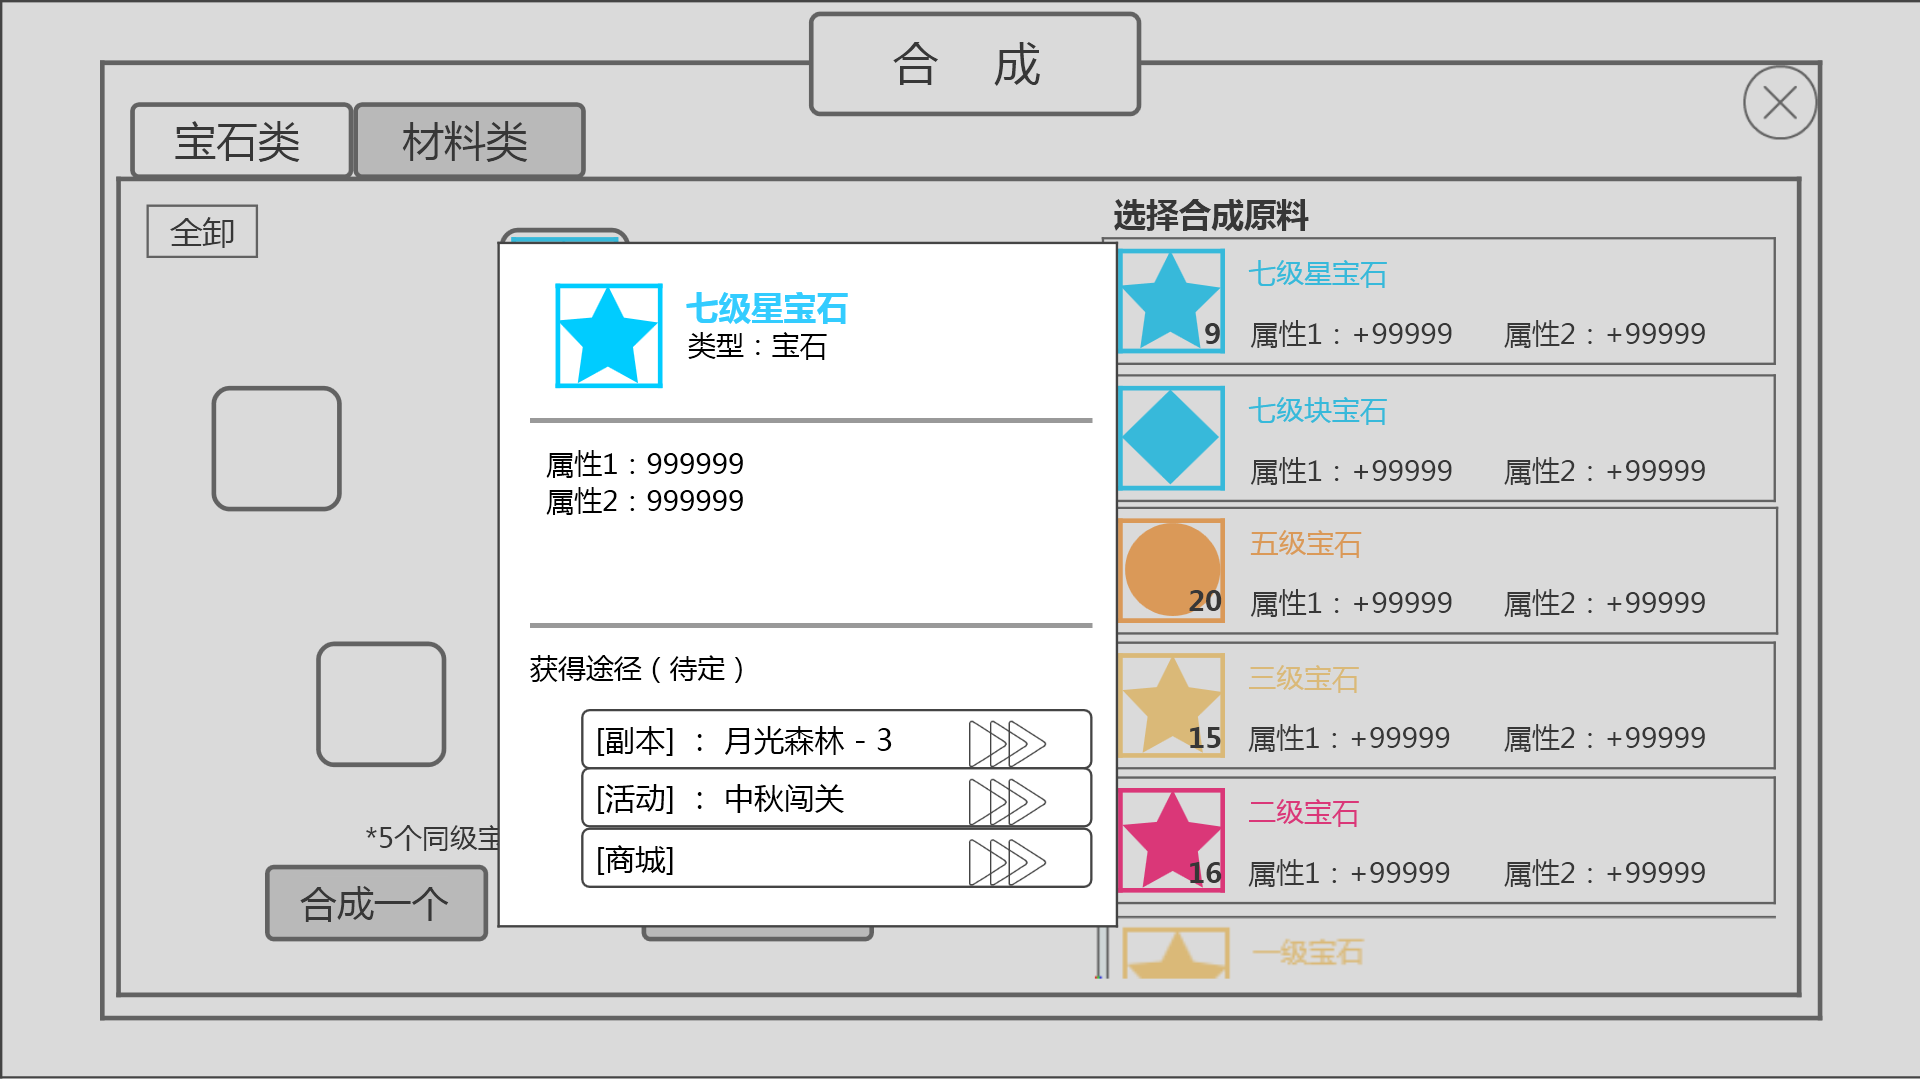 合 成
宝石类
材料类
全卸
选择合成原料
七级星宝石
类型：宝石
属性1：999999
属性2：999999
获得途径（待定）
[副本] ： 月光森林 - 3
[活动] ： 中秋闯关
[商城]
*5个同级宝
合成一个
七级星宝石
9
属性1：+99999 属性2：+99999
七级块宝石
属性1：+99999 属性2：+99999
五级宝石
20
属性1：+99999 属性2：+99999
三级宝石
15
属性1：+99999 属性2：+99999
二级宝石
16
属性1：+99999 属性2：+99999
一级宝石